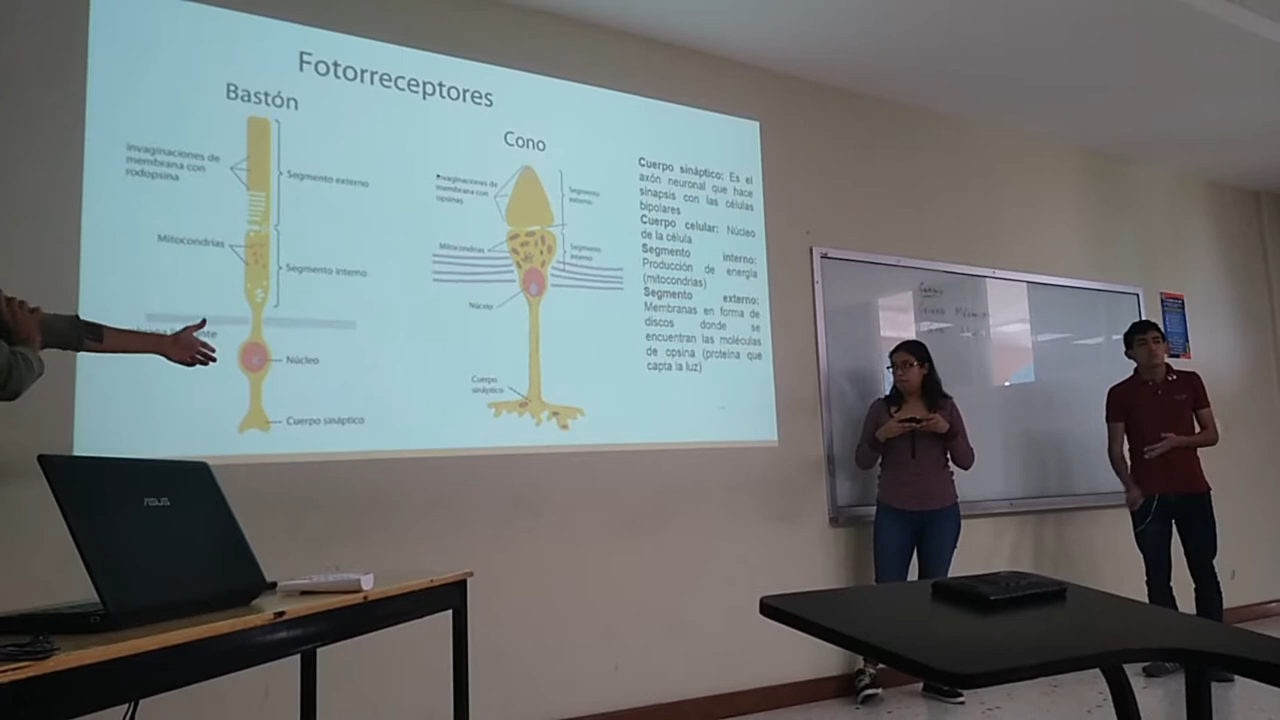 Fotorreceptores
Bastón
invaginaciones de
membrana con
rodopsina
Segmento externo
Mitocondrias
Segmento interno
Núcleo
Cuerpo sináptico
Cono
invaginaciones de
membrana con
opsinas
Segmento
externo
Mitocondrias
Segmento
interno
Núcleo
Cuerpo
sináptico
Cuerpo sináptico: Es el
axón neuronal que hace
sinapsis con las células
bipolares
Cuerpo celular: Núcleo
de la célula
Segmento interno:
Producción de energía
(mitocondrias)
Segmento externo:
Membranas en forma de
discos donde se
encuentran las moléculas
de opsina (proteína que
capta la luz)
ASUS